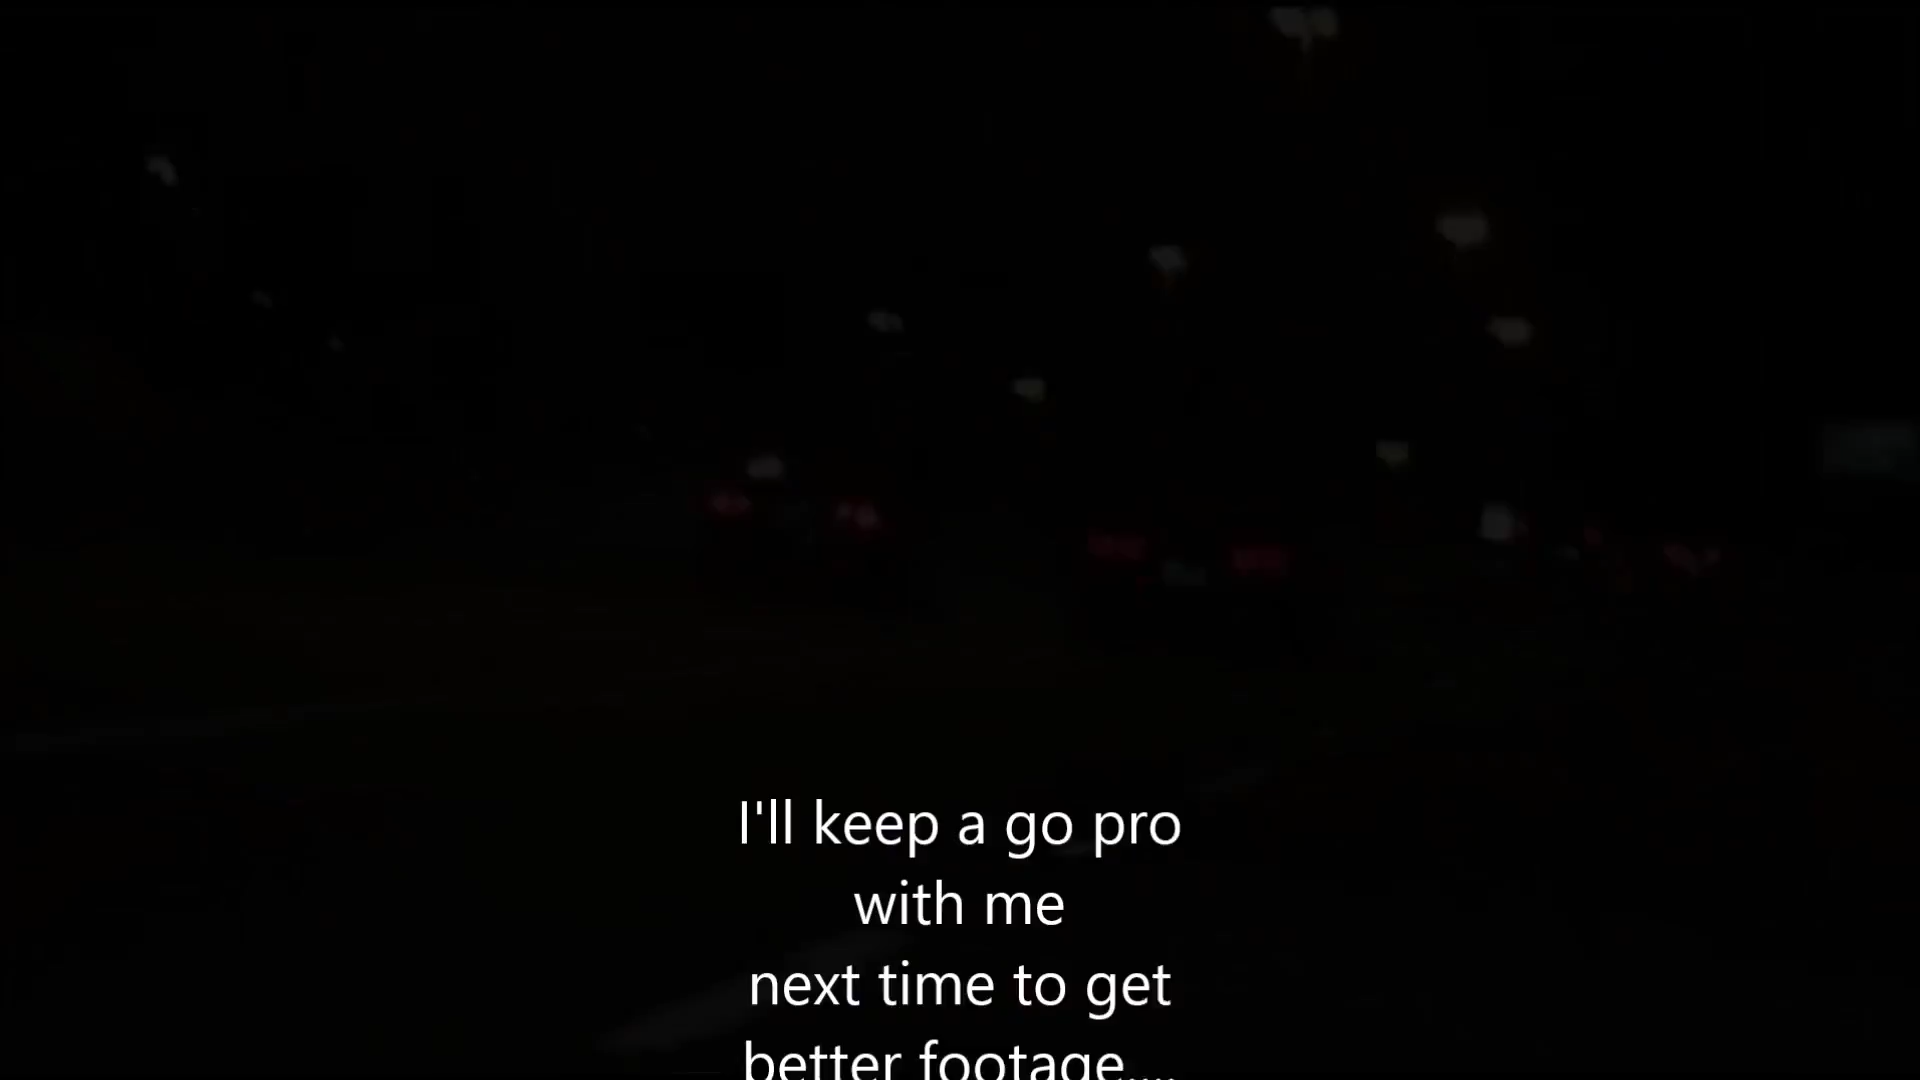 I'll keep a go pro
with me
next time to get
better footage....